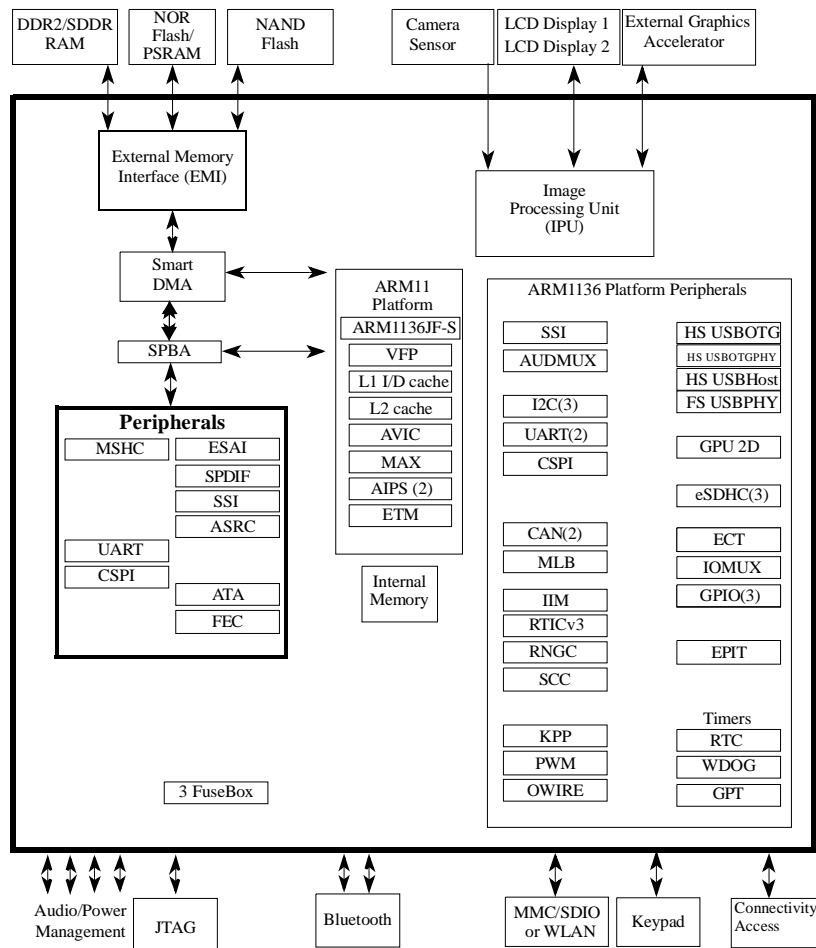 DDR2/SDDR
RAM
NOR
Flash/
PSRAM
NAND
Flash
Camera
Sensor
LCD Display 1
LCD Display 2
External Graphics
Accelerator
External Memory
Interface (EMI)
Image
Processing Unit
(IPU)
Smart
DMA
SPBA
Peripherals
MSHC
ESAI
SPDIF
SSI
ASRC
UART
CSPI
ATA
FEC
ARM11
Platform
ARM1136JF-S
VFP
L1 I/D cache
L2 cache
AVIC
MAX
AIPS (2)
ETM
Internal
Memory
ARM1136 Platform Peripherals
SSI
AUDMUX
I2C(3)
UART(2)
CSPI
CAN(2)
MLB
IIM
RTICv3
RNGC
SCC
KPP
PWM
OWIRE
HS USBOTG
HS USBOTGPHY
HS USBHost
FS USBPHY
GPU 2D
eSDHC(3)
ECT
IOMUX
GPIO(3)
EPIT
Timers
RTC
WDOG
GPT
3 FuseBox
Audio/Power
Management
JTAG
Bluetooth
MMC/SDIO
or WLAN
Keypad
Connectivity
Access